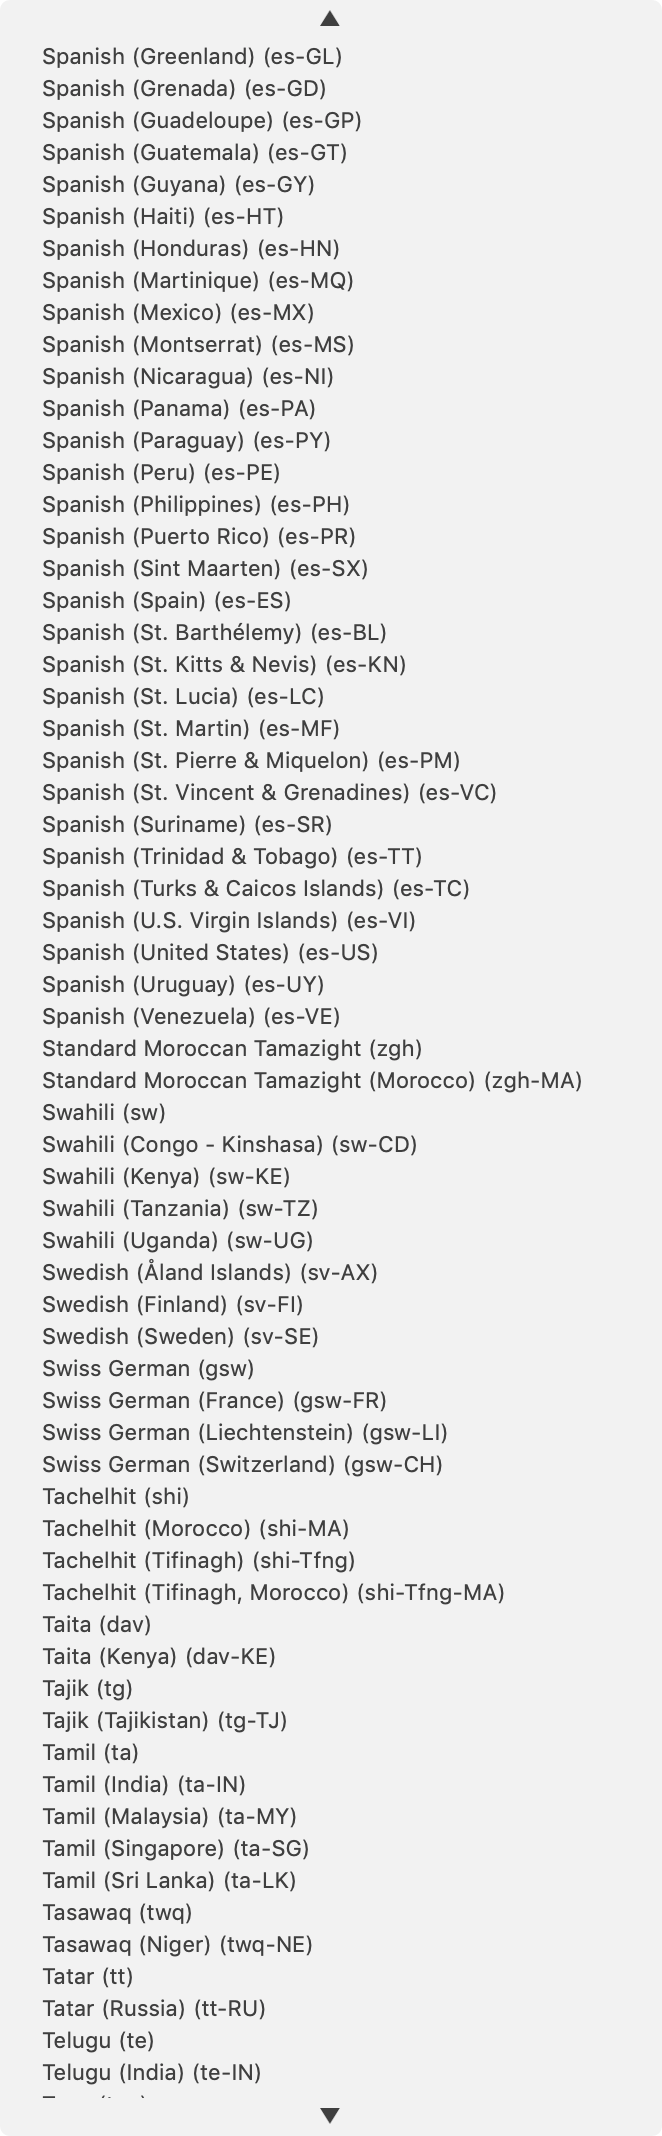 Spanish (Greenland) (es-GL)
Spanish (Grenada) (es-GD)
Spanish (Guadeloupe) (es-GP)
Spanish (Guatemala) (es-GT)
Spanish (Guyana) (es-GY)
Spanish (Haiti) (es-HT)
Spanish (Honduras) (es-HN)
Spanish (Martinique) (es-MQ)
Spanish (Mexico) (es-MX)
Spanish (Montserrat) (es-MS)
Spanish (Nicaragua) (es-NI)
Spanish (Panama) (es-PA)
Spanish (Paraguay) (es-PY)
Spanish (Peru) (es-PE)
Spanish (Philippines) (es-PH)
Spanish (Puerto Rico) (es-PR)
Spanish (Sint Maarten) (es-SX)
Spanish (Spain) (es-ES)
Spanish (St. Barthélemy) (es-BL)
Spanish (St. Kitts & Nevis) (es-KN)
Spanish (St. Lucia) (es-LC)
Spanish (St. Martin) (es-MF)
Spanish (St. Pierre & Miquelon) (es-PM)
Spanish (St. Vincent & Grenadines) (es-VC)
Spanish (Suriname) (es-SR)
Spanish (Trinidad & Tobago) (es-TT)
Spanish (Turks & Caicos Islands) (es-TC)
Spanish (U.S. Virgin Islands) (es-VI)
Spanish (United States) (es-US)
Spanish (Uruguay) (es-UY)
Spanish (Venezuela) (es-VE)
Standard Moroccan Tamazight (zgh)
Standard Moroccan Tamazight (Morocco) (zgh-MA)
Swahili (sw)
Swahili (Congo - Kinshasa) (sw-CD)
Swahili (Kenya) (sw-KE)
Swahili (Tanzania) (sw-TZ)
Swahili (Uganda) (sw-UG)
Swedish (Åland Islands) (sv-AX)
Swedish (Finland) (sv-FI)
Swedish (Sweden) (sv-SE)
Swiss German (gsw)
Swiss German (France) (gsw-FR)
Swiss German (Liechtenstein) (gsw-LI)
Swiss German (Switzerland) (gsw-CH)
Tachelhit (shi)
Tachelhit (Morocco) (shi-MA)
Tachelhit (Tifinagh) (shi-Tfng)
Tachelhit (Tifinagh, Morocco) (shi-Tfng-MA)
Taita (dav)
Taita (Kenya) (dav-KE)
Tajik (tg)
Tajik (Tajikistan) (tg-TJ)
Tamil (ta)
Tamil (India) (ta-IN)
Tamil (Malaysia) (ta-MY)
Tamil (Singapore) (ta-SG)
Tamil (Sri Lanka) (ta-LK)
Tasawaq (twq)
Tasawaq (Niger) (twq-NE)
Tatar (tt)
Tatar (Russia) (tt-RU)
Telugu (te)
Telugu (India) (te-IN)